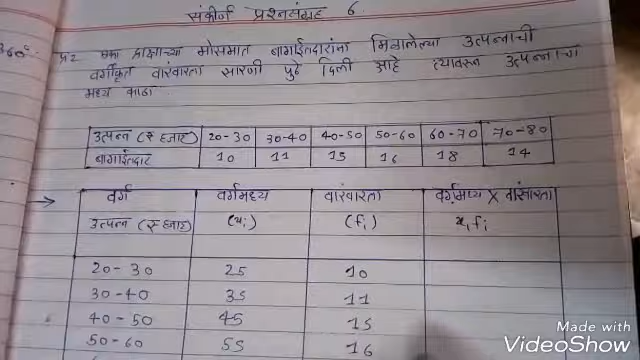 संकीर्ण प्रश्नसंग्रह 6
प्र2 एका द्राक्षाच्या मोसमात बागाईतदारांना मिळालेल्या उत्पन्नाची
वर्गीकृत वारंवारता सारणी पुढे दिली आहे त्यावरून उत्पन्नाचा
मध्य काढा
उत्पन्न (रु हजार) 20-30 30-40 40-50 50-60 60-70 70-80
बागाईतदार 10 11 15 16 18 14
वर्ग वर्गमध्य वारंवारता वर्गमध्य X वारंवारता
उत्पन्न (रु हजार) (xi) (fi) xifi
20-30 25 10
30-40 35 11
40-50 45 15
50-60 55 16
Made with
VideoShow